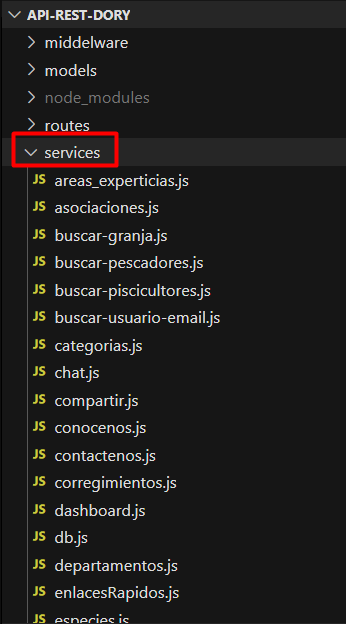 API-REST-DORY
middelware
models
node_modules
routes
services
JS areas_experticias.js
JS asociaciones.js
JS buscar-granja.js
JS buscar-pescadores.js
JS buscar-piscicultores.js
JS buscar-usuario-email.js
JS categorias.js
JS chat.js
JS compartir.js
JS conocenos.js
JS contactenos.js
JS corregimientos.js
JS dashboard.js
JS db.js
JS departamentos.js
JS enlacesRapidos.js
JS especies.js